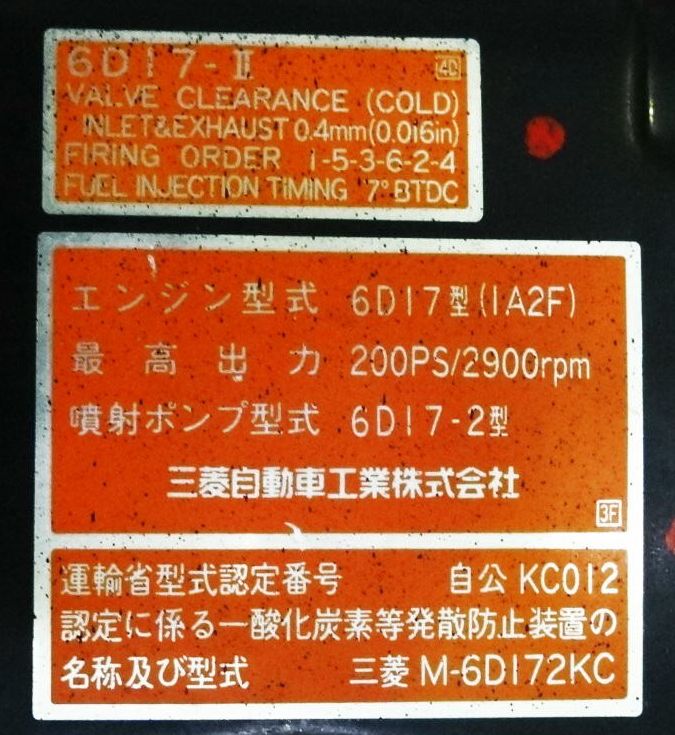 6D17-Ⅱ 4D
VALVE CLEARANCE (COLD)
INLET&EXHAUST 0.4mm(0.016in)
FIRING ORDER 1-5-3-6-2-4
FUEL INJECTION TIMING 7°BTDC
エンジン型式 6D17型(1A2F)
最高出力 200PS/2900rpm
噴射ポンプ型式 6D17-2型
三菱自動車工業株式会社
3F
運輸省型式認定番号 自公 KC012
認定に係る一酸化炭素等発散防止装置の
名称及び型式 三菱 M-6D172KC